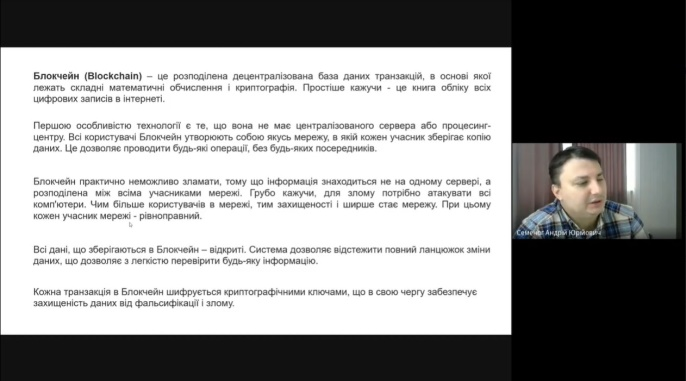 Блокчейн (Blockchain) – це розподілена децентралізована база даних транзакцій, в основі якої
лежать складні математичні обчислення і криптографія. Простіше кажучи - це книга обліку всіх
цифрових записів в інтернеті.
Першою особливістю технології є те, що вона не має централізованого сервера або процесинг-
центру. Всі користувачі Блокчейн утворюють собою якусь мережу, в якій кожен учасник зберігає копію
даних. Це дозволяє проводити будь-які операції, без будь-яких посередників.
Блокчейн практично неможливо зламати, тому що інформація знаходиться не на одному сервері, а
розподілена між всіма учасниками мережі. Грубо кажучи, для злому потрібно атакувати всі
комп'ютери. Чим більше користувачів в мережі, тим захищеності і ширше стає мережу. При цьому
кожен учасник мережі - рівноправний.
Всі дані, що зберігаються в Блокчейн – відкриті. Система дозволяє відстежити повний ланцюжок зміни
даних, що дозволяє з легкістю перевірити будь-яку інформацію.
Кожна транзакція в Блокчейн шифрується криптографічними ключами, що в свою чергу забезпечує
захищеність даних від фальсифікації і злому.
Андрій Юрійович